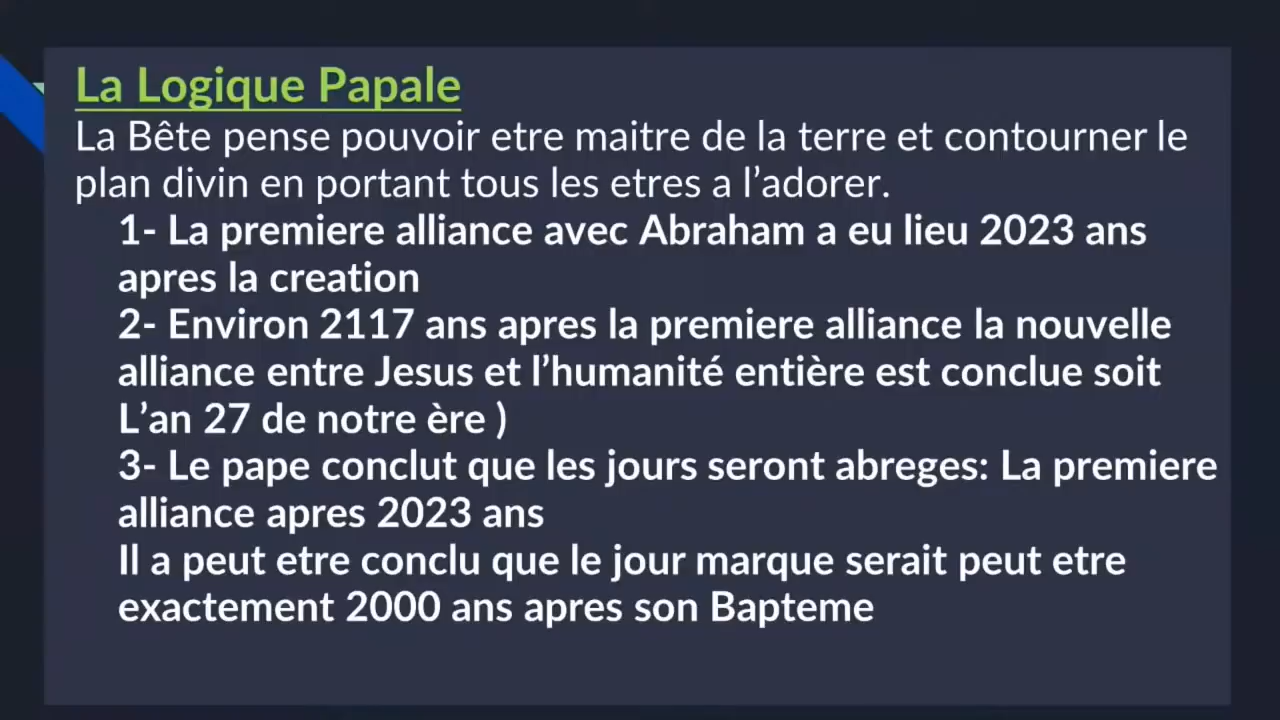 La Logique Papale
La Bête pense pouvoir etre maitre de la terre et contourner le
plan divin en portant tous les etres a l’adorer.
1- La premiere alliance avec Abraham a eu lieu 2023 ans
apres la creation
2- Environ 2117 ans apres la premiere alliance la nouvelle
alliance entre Jesus et l’humanité entière est conclue soit
L’an 27 de notre ère )
3- Le pape conclut que les jours seront abreges: La premiere
alliance apres 2023 ans
Il a peut etre conclu que le jour marque serait peut etre
exactement 2000 ans apres son Bapteme